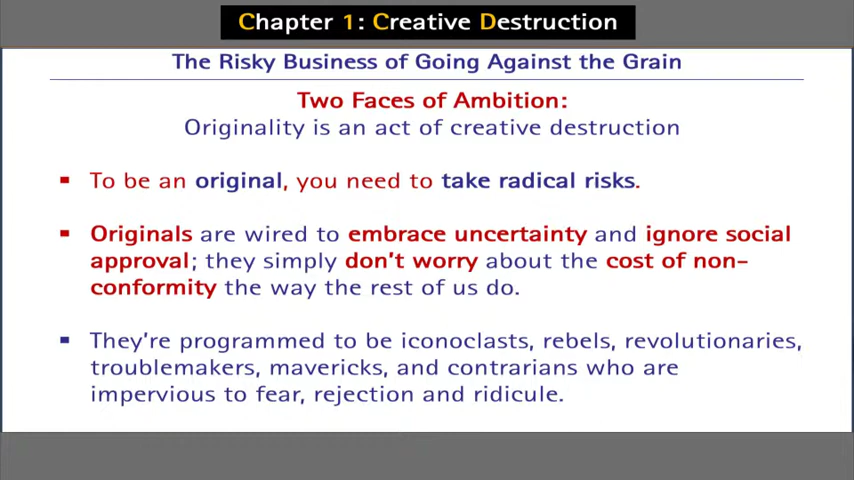 Chapter 1: Creative Destruction
The Risky Business of Going Against the Grain
Two Faces of Ambition:
Originality is an act of creative destruction
▪ To be an original, you need to take radical risks.
▪ Originals are wired to embrace uncertainty and ignore social
approval; they simply don't worry about the cost of non-
conformity the way the rest of us do.
▪ They're programmed to be iconoclasts, rebels, revolutionaries,
troublemakers, mavericks, and contrarians who are
impervious to fear, rejection and ridicule.